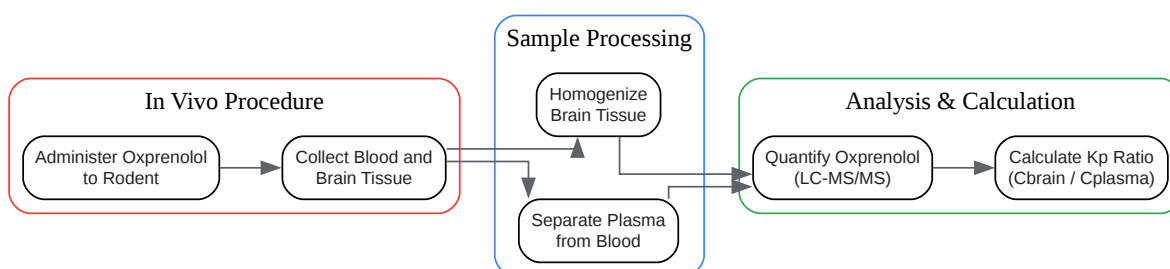 In Vivo Procedure
Administer Oxprenolol
to Rodent
Collect Blood and
Brain Tissue
Sample Processing
Homogenize
Brain Tissue
Separate Plasma
from Blood
Analysis & Calculation
Quantify Oxprenolol
(LC-MS/MS)
Calculate Kp Ratio
(Cbrain / Cplasma)